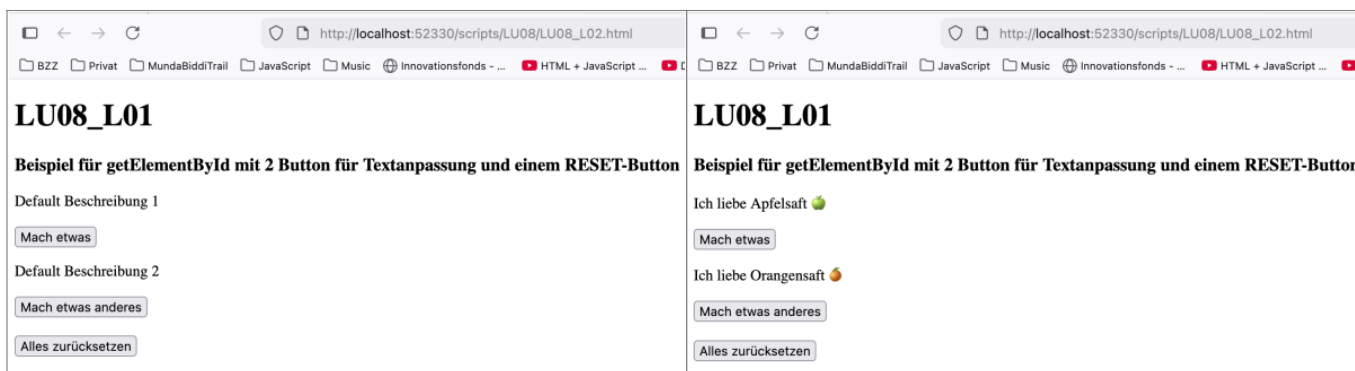 http://localhost:52330/scripts/LU08/LU08_L02.html
BZZ Privat MundaBiddiTrail JavaScript Music Innovationsfonds - ... HTML + JavaScript ...
LU08_L01
Beispiel für getElementById mit 2 Button für Textanpassung und einem RESET-Button
Default Beschreibung 1
Mach etwas
Default Beschreibung 2
Mach etwas anderes
Alles zurücksetzen
http://localhost:52330/scripts/LU08/LU08_L02.html
BZZ Privat MundaBiddiTrail JavaScript Music Innovationsfonds - ... HTML + JavaScript ...
LU08_L01
Beispiel für getElementById mit 2 Button für Textanpassung und einem RESET-Button
Ich liebe Apfelsaft 🍏
Mach etwas
Ich liebe Orangensaft 🍊
Mach etwas anderes
Alles zurücksetzen